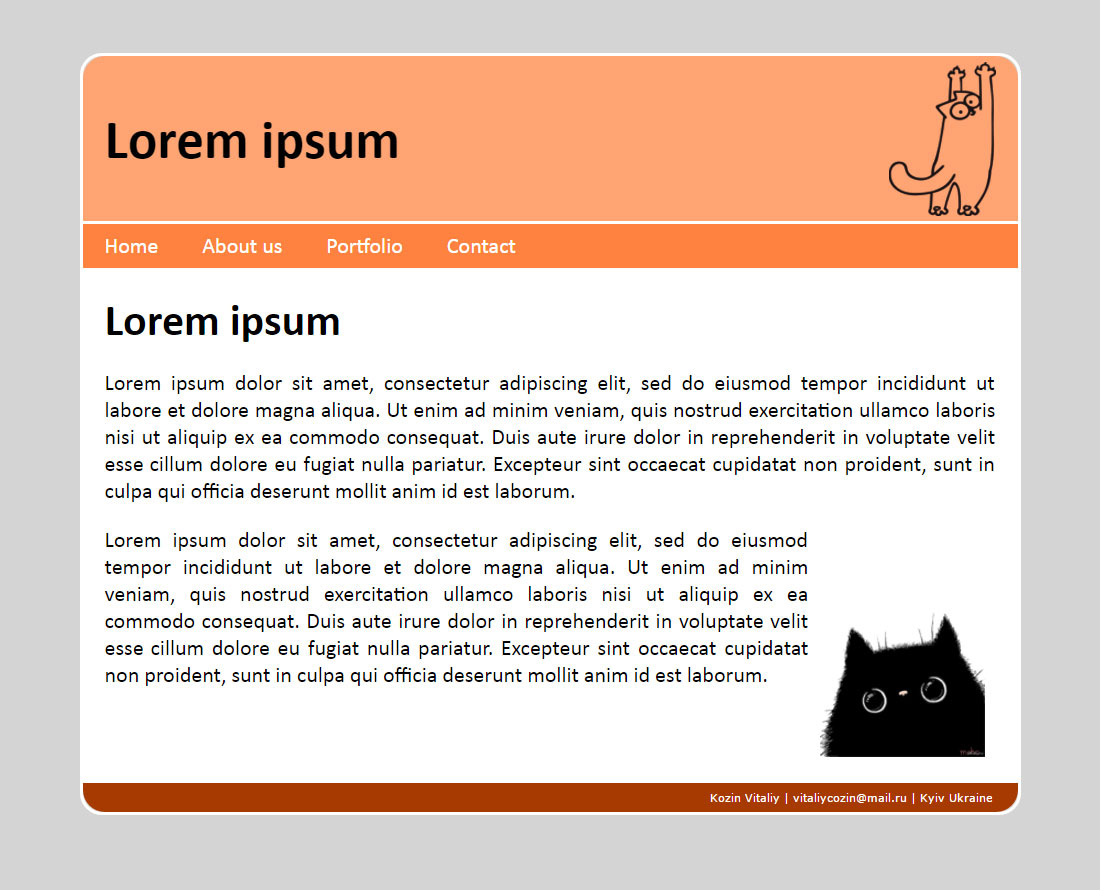 Lorem ipsum
Home About us Portfolio Contact
Lorem ipsum
Lorem ipsum dolor sit amet, consectetur adipiscing elit, sed do eiusmod tempor incididunt ut
labore et dolore magna aliqua. Ut enim ad minim veniam, quis nostrud exercitation ullamco laboris
nisi ut aliquip ex ea commodo consequat. Duis aute irure dolor in reprehenderit in voluptate velit
esse cillum dolore eu fugiat nulla pariatur. Excepteur sint occaecat cupidatat non proident, sunt in
culpa qui officia deserunt mollit anim id est laborum.
Lorem ipsum dolor sit amet, consectetur adipiscing elit, sed do eiusmod
tempor incididunt ut labore et dolore magna aliqua. Ut enim ad minim
veniam, quis nostrud exercitation ullamco laboris nisi ut aliquip ex ea
commodo consequat. Duis aute irure dolor in reprehenderit in voluptate velit
esse cillum dolore eu fugiat nulla pariatur. Excepteur sint occaecat cupidatat
non proident, sunt in culpa qui officia deserunt mollit anim id est laborum.
Kozin Vitaliy | vitaliycozin@mail.ru | Kyiv Ukraine